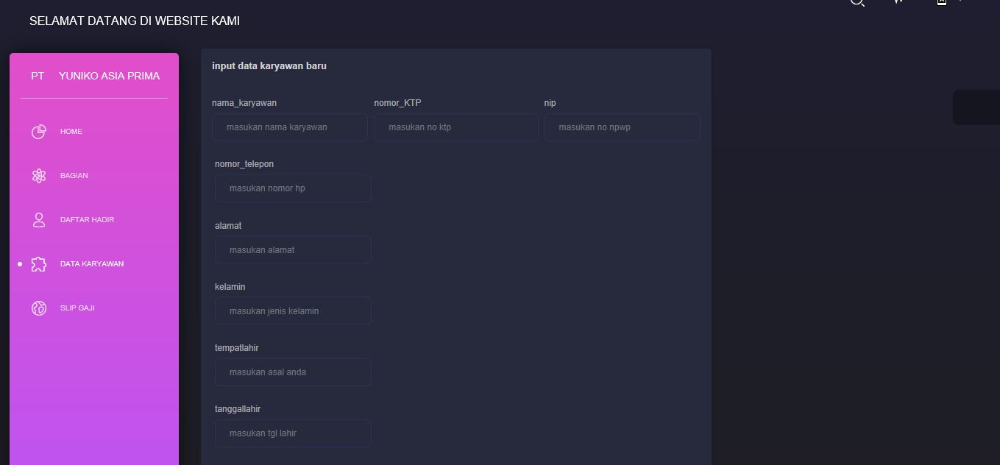 SELAMAT DATANG DI WEBSITE KAMI
PT YUNIKO ASIA PRIMA
HOME
BAGIAN
DAFTAR HADIR
DATA KARYAWAN
SLIP GAJI
input data karyawan baru
nama_karyawan nomor_KTP nip
masukan nama karyawan masukan no ktp masukan no npwp
nomor_telepon
masukan nomor hp
alamat
masukan alamat
kelamin
masukan jenis kelamin
tempatlahir
masukan asal anda
tanggallahir
masukan tgl lahir